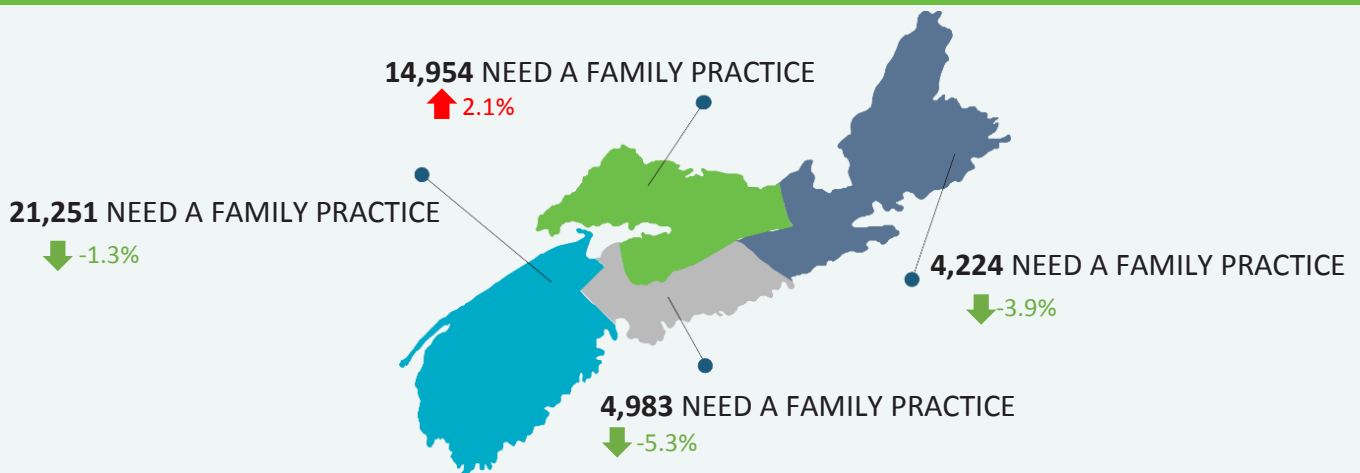 14,954 NEED A FAMILY PRACTICE
2.1%
21,251 NEED A FAMILY PRACTICE
-1.3%
4,224 NEED A FAMILY PRACTICE
-3.9%
4,983 NEED A FAMILY PRACTICE
-5.3%